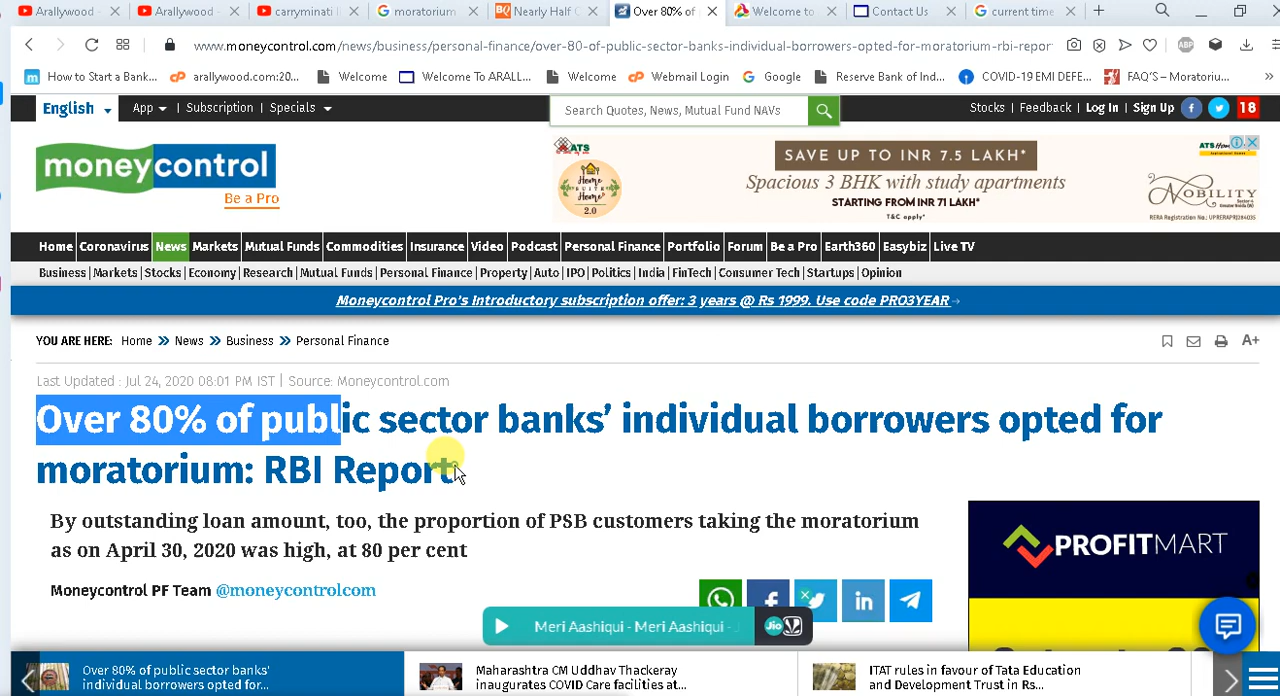 Arallywood -
Arallywood -
carryminati
moratorium
Nearly Half
Over 80% of
Welcome to
Contact Us
current time
www.moneycontrol.com/news/business/personal-finance/over-80-of-public-sector-banks-individual-borrowers-opted-for-moratorium-rbi-repor
How to Start a Bank...
arallywood.com:20...
Welcome
Welcome To ARALL...
Welcome
Webmail Login
Google
Reserve Bank of Ind...
COVID-19 EMI DEFE...
FAQ'S – Moratoriu...
English
App
Subscription
Specials
Search Quotes, News, Mutual Fund NAVs
Stocks | Feedback | Log In | Sign Up
18
moneycontrol
Be a Pro
ATS
Home
2.0
SAVE UP TO INR 7.5 LAKH*
Spacious 3 BHK with study apartments
STARTING FROM INR 71 LAKH*
T&C apply*
NOBILITY
Home Coronavirus News Markets Mutual Funds Commodities Insurance Video Podcast Personal Finance Portfolio Forum Be a Pro Earth360 Easybiz Live TV
Business | Markets | Stocks | Economy | Research | Mutual Funds | Personal Finance | Property | Auto | IPO | Politics | India | FinTech | Consumer Tech | Startups | Opinion
Moneycontrol Pro's Introductory subscription offer: 3 years @ Rs 1999. Use code PRO3YEAR→
YOU ARE HERE: Home » News » Business » Personal Finance
A+
Last Updated : Jul 24, 2020 08:01 PM IST | Source: Moneycontrol.com
Over 80% of public sector banks' individual borrowers opted for
moratorium: RBI Report
By outstanding loan amount, too, the proportion of PSB customers taking the moratorium
as on April 30, 2020 was high, at 80 per cent
Moneycontrol PF Team @moneycontrolcom
PROFITMART
Meri Aashiqui - Meri Aashiqui -
Jio
Over 80% of public sector banks'
individual borrowers opted for...
Maharashtra CM Uddhav Thackeray
inaugurates COVID Care facilities at...
ITAT rules in favour of Tata Education
and Development Trust in Rs...